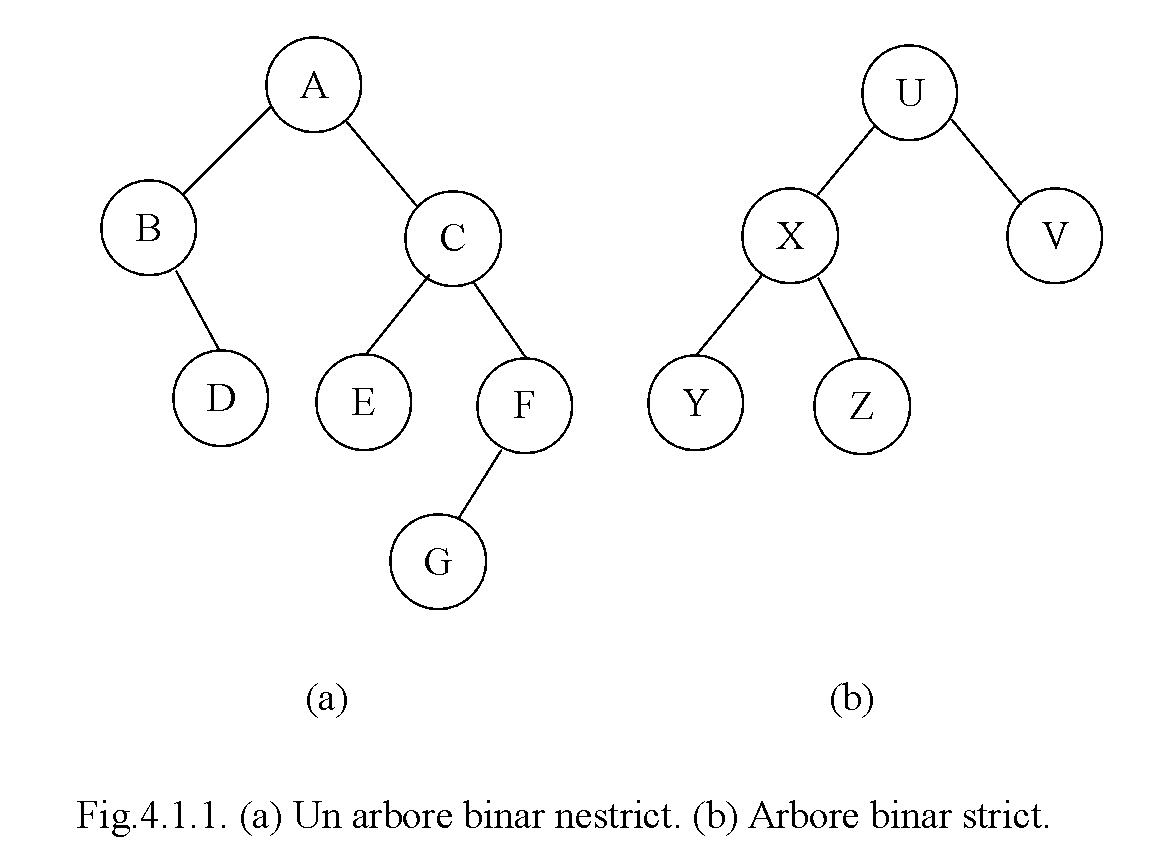 A
U
B
C
X
V
D
E
F
Y
Z
G
(a)
(b)
Fig.4.1.1. (a) Un arbore binar nestrict. (b) Arbore binar strict.